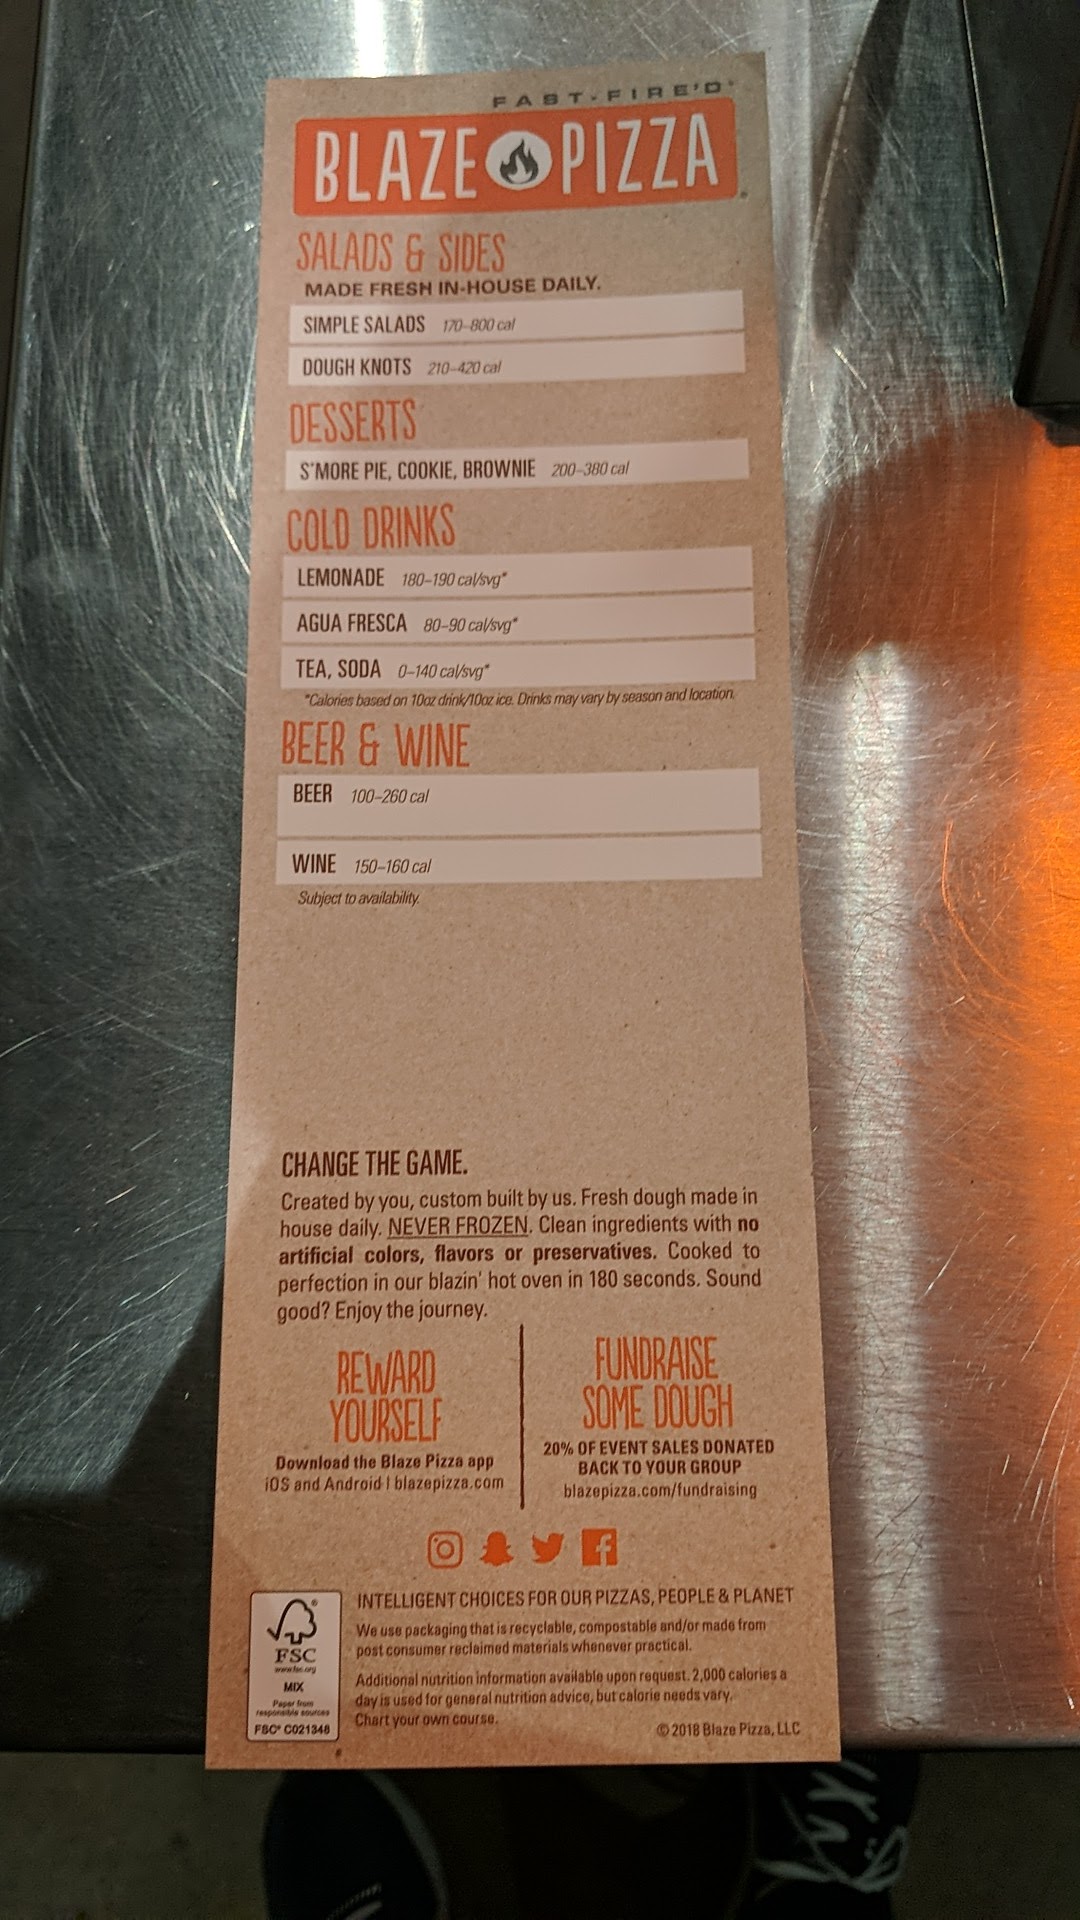 FAST-FIRE'D
BLAZE PIZZA
SALADS & SIDES
MADE FRESH IN-HOUSE DAILY.
SIMPLE SALADS 170–800 cal
DOUGH KNOTS 210–420 cal
DESSERTS
S'MORE PIE, COOKIE, BROWNIE 200–380 cal
COLD DRINKS
LEMONADE 180–190 cal/svg*
AGUA FRESCA 80–90 cal/svg*
TEA, SODA 0–140 cal/svg*
*Calories based on 10oz drink/10oz ice. Drinks may vary by season and location.
BEER & WINE
BEER 100–260 cal
WINE 150–160 cal
Subject to availability.
CHANGE THE GAME.
Created by you, custom built by us. Fresh dough made in
house daily. NEVER FROZEN. Clean ingredients with no
artificial colors, flavors or preservatives. Cooked to
perfection in our blazin' hot oven in 180 seconds. Sound
good? Enjoy the journey.
REWARD
YOURSELF
Download the Blaze Pizza app
iOS and Android | blazepizza.com
FUNDRAISE
SOME DOUGH
20% OF EVENT SALES DONATED
BACK TO YOUR GROUP
blazepizza.com/fundraising
FSC
www.fsc.org
MIX
Paper from
responsible sources
FSC® C021348
INTELLIGENT CHOICES FOR OUR PIZZAS, PEOPLE & PLANET
We use packaging that is recyclable, compostable and/or made from
post consumer reclaimed materials whenever practical.
Additional nutrition information available upon request. 2,000 calories a
day is used for general nutrition advice, but calorie needs vary.
Chart your own course.
© 2018 Blaze Pizza, LLC